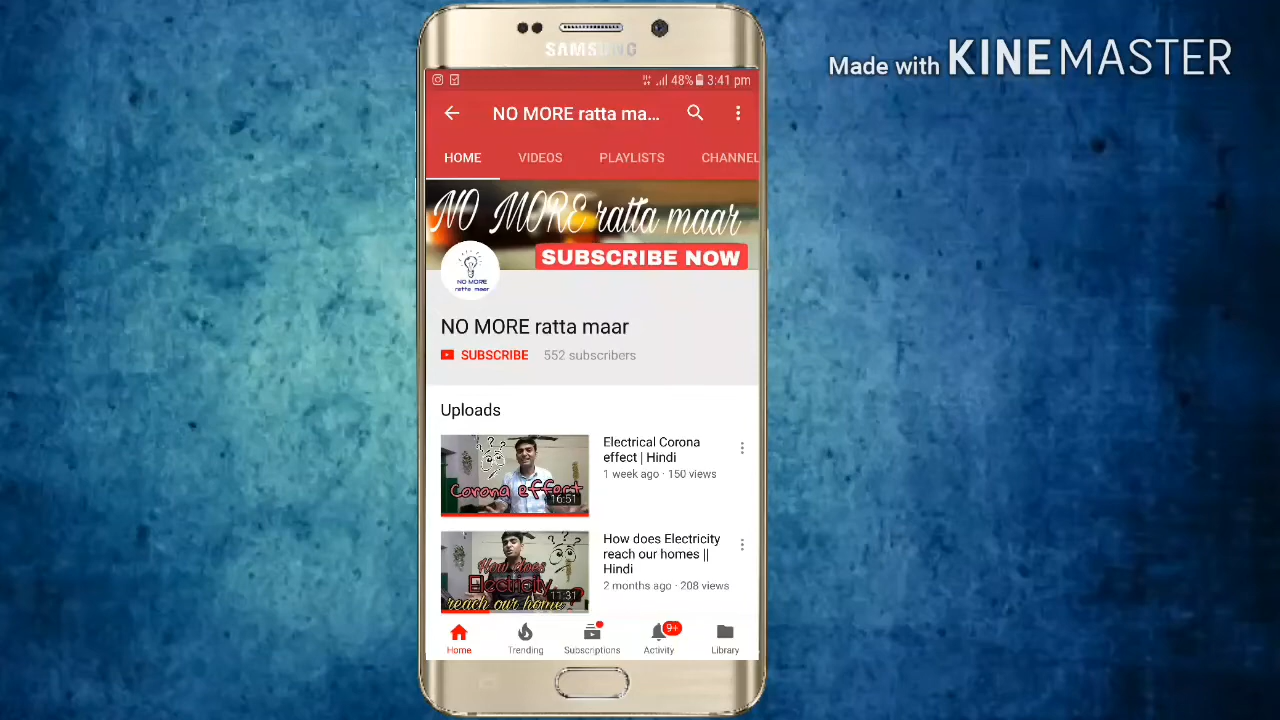 SAMSUNG
Made with KINEMASTER
48% 3:41 pm
NO MORE ratta ma...
HOME VIDEOS PLAYLISTS CHANNEL
NO MORE ratta maar
SUBSCRIBE NOW
NO MORE
ratta maar
NO MORE ratta maar
SUBSCRIBE 552 subscribers
Uploads
???
Corona effect
16:51
Electrical Corona
effect | Hindi
1 week ago · 150 views
???
How does
Electricity
reach our home ?
11:31
How does Electricity
reach our homes ||
Hindi
2 months ago · 208 views
9+
Home Trending Subscriptions Activity Library